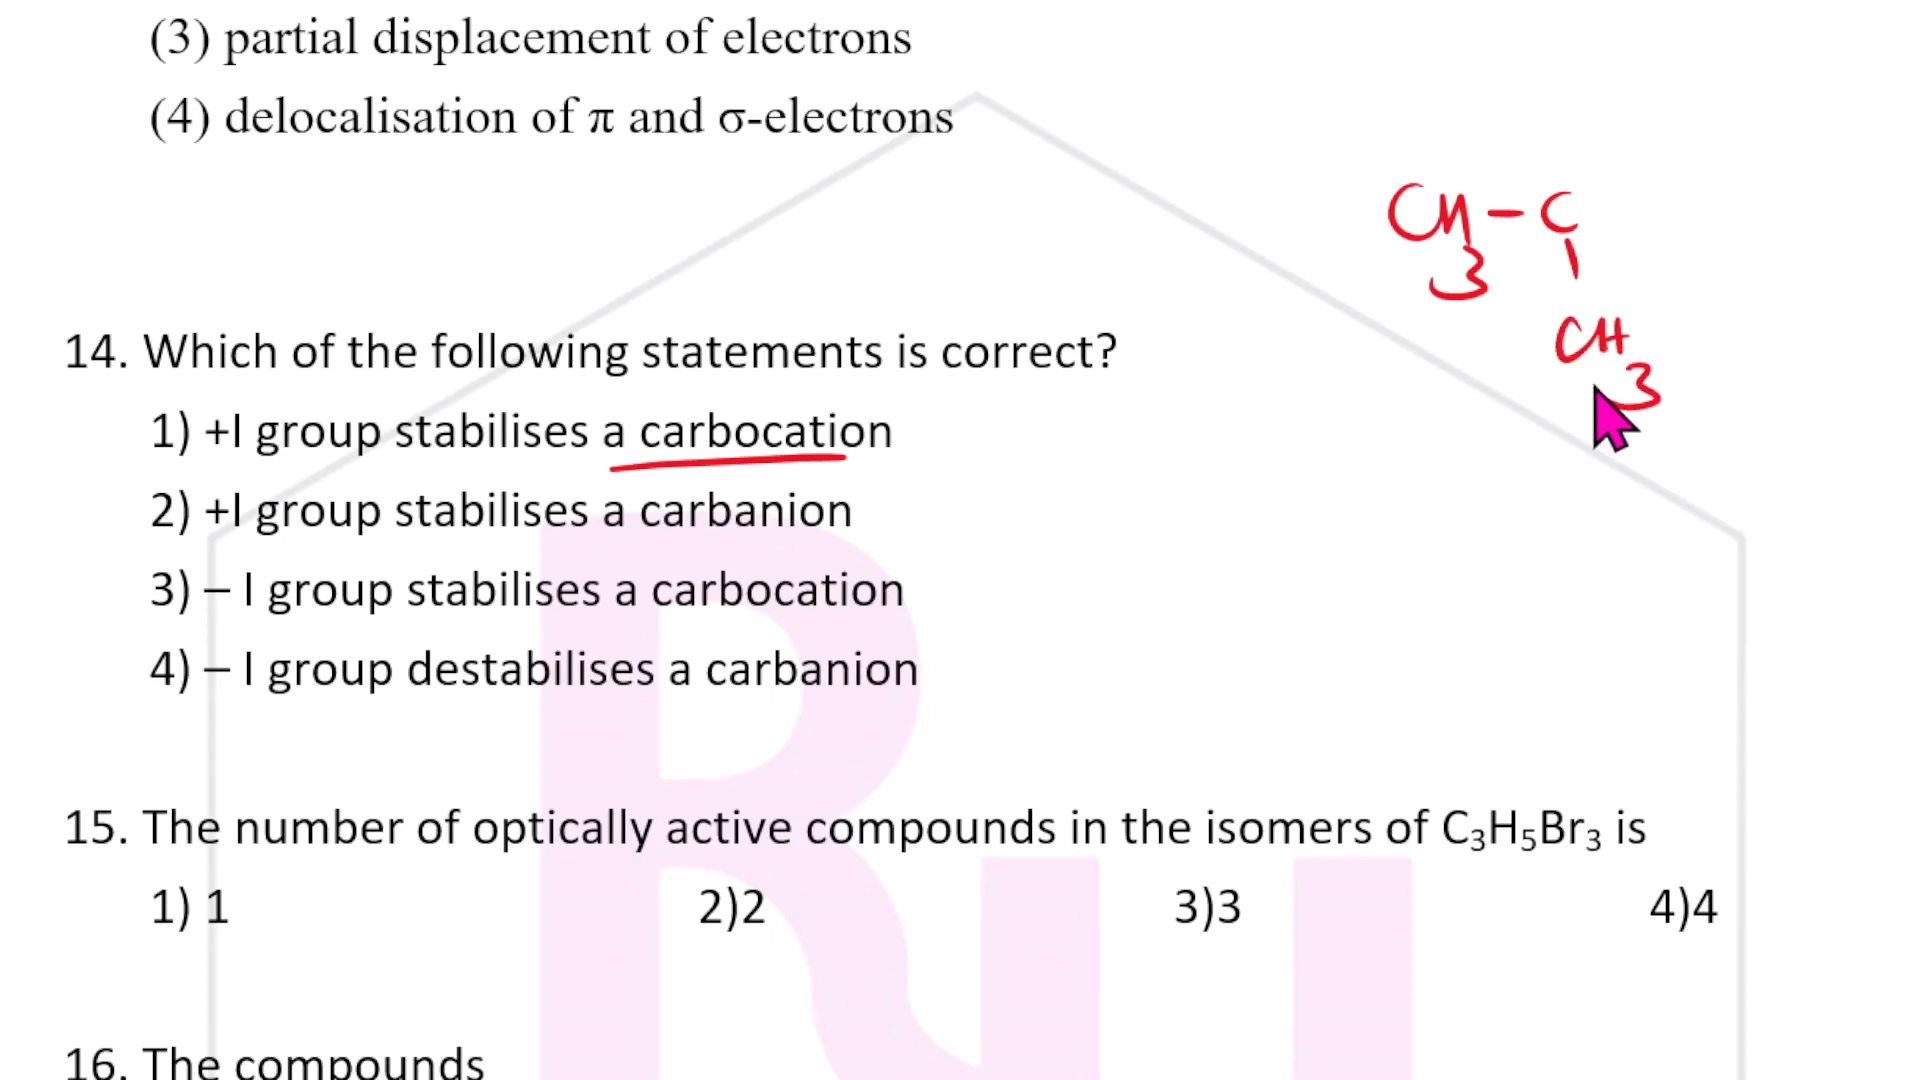 (3) partial displacement of electrons
(4) delocalisation of π and σ-electrons
CH₃-C
CH₃
14. Which of the following statements is correct?
1) +I group stabilises a carbocation
2) +I group stabilises a carbanion
3) – I group stabilises a carbocation
4) – I group destabilises a carbanion
15. The number of optically active compounds in the isomers of C₃H₅Br₃ is
1) 1 2)2 3)3 4)4
16. The compounds